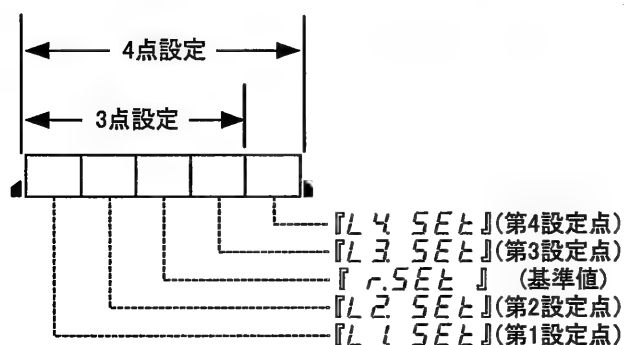 4点設定
3点設定
『L 4. SEt』(第4設定点)
『L 3. SEt』(第3設定点)
『 r.SEt 』 (基準値)
『L 2. SEt』(第2設定点)
『L 1. SEt』(第1設定点)